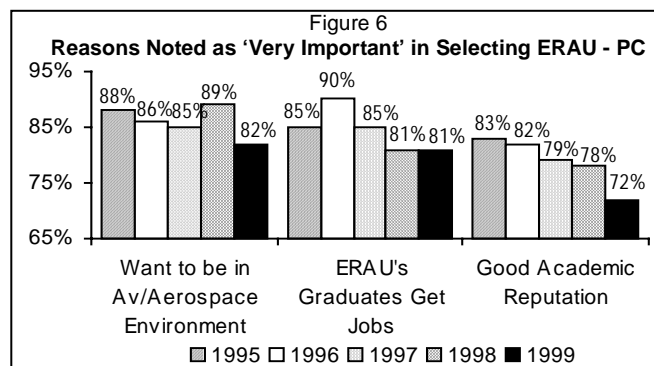 Figure 6
Reasons Noted as ‘Very Important’ in Selecting ERAU - PC
95%
85%
75%
65%
88%
86%
85%
89%
82%
85%
90%
85%
81%
81%
83%
82%
79%
78%
72%
Want to be in
Av/Aerospace
Environment
ERAU's
Graduates Get
Jobs
Good Academic
Reputation
1995 1996 1997 1998 1999